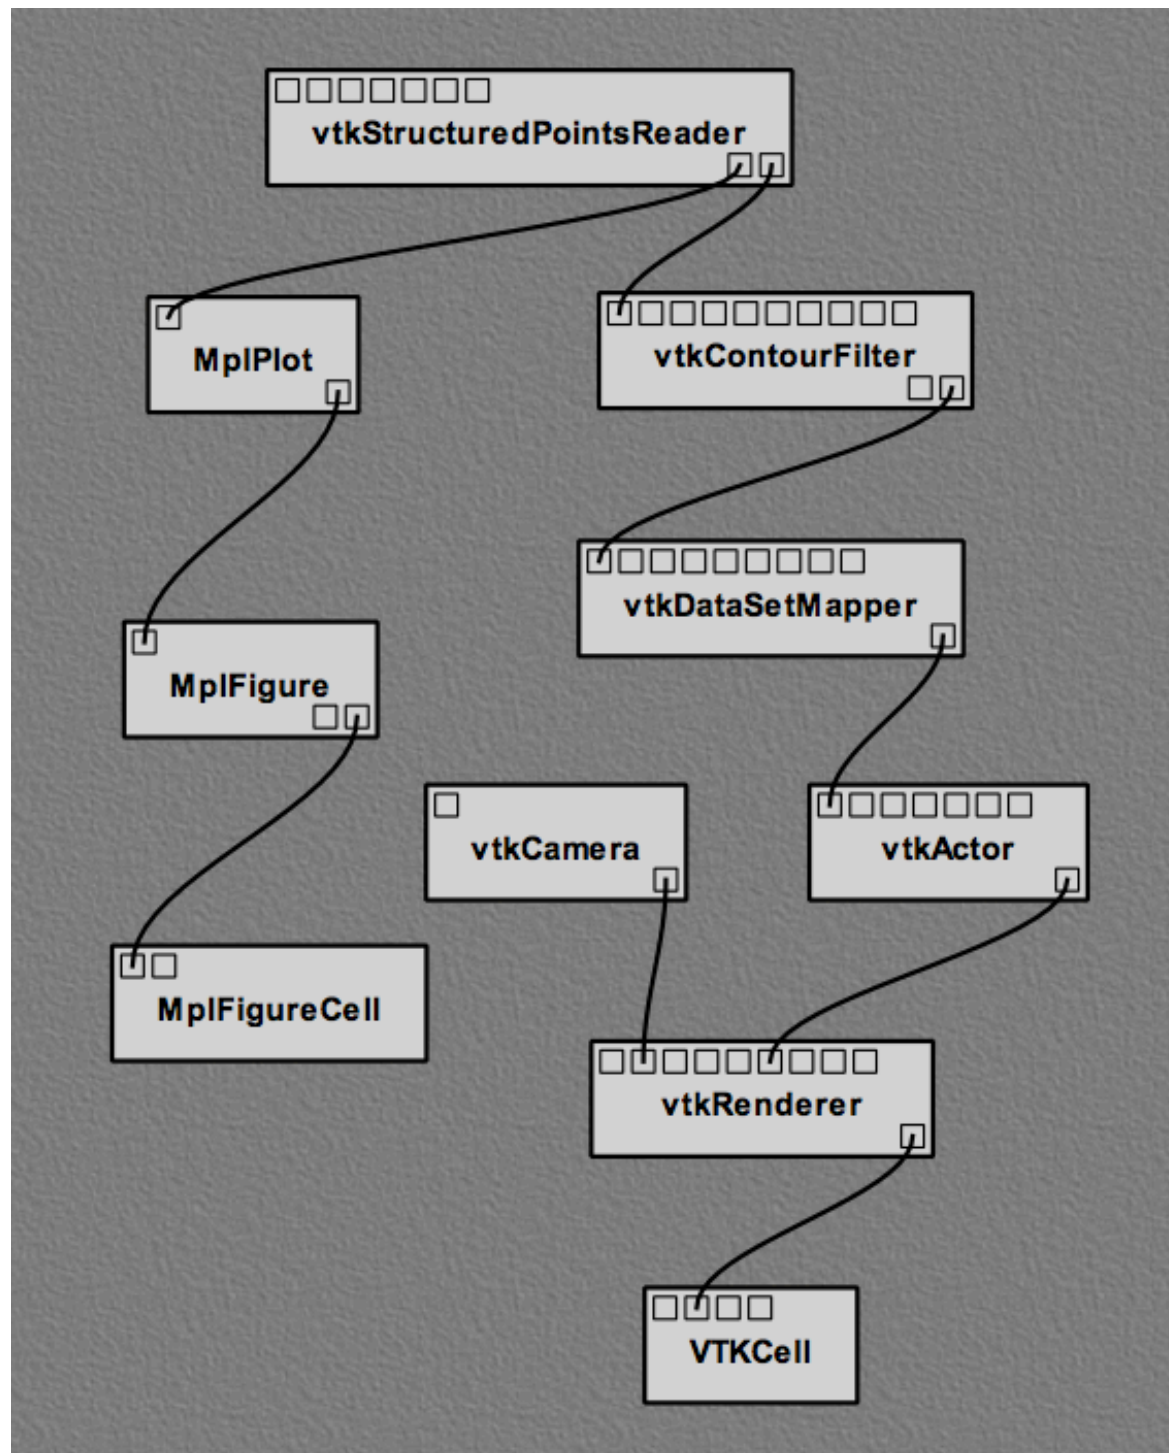 vtkStructuredPointsReader
MplPlot
vtkContourFilter
vtkDataSetMapper
MplFigure
vtkCamera
vtkActor
MplFigureCell
vtkRenderer
VTKCell